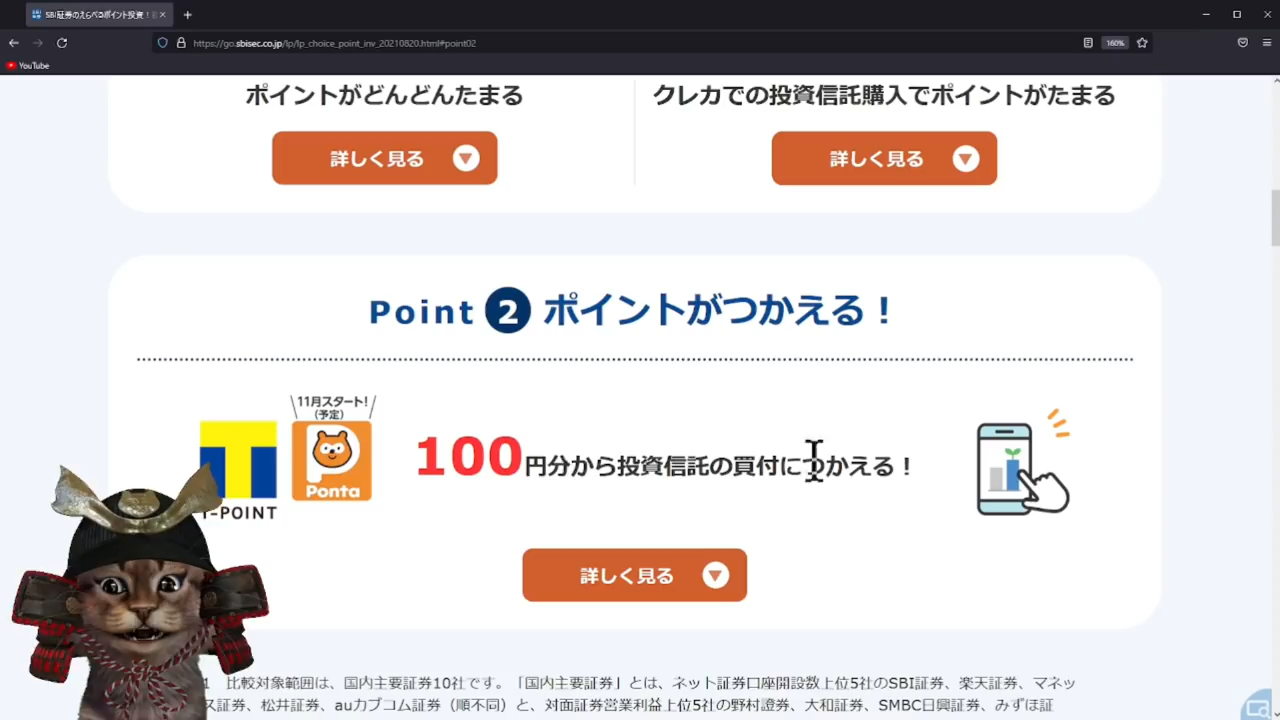 SBI証券のえらべるポイント投資！
https://go.sbisec.co.jp/lp/lp_choice_point_inv_20210820.html#point02
160%
YouTube
ポイントがどんどんたまる
クレカでの投資信託購入でポイントがたまる
詳しく見る
詳しく見る
Point 2 ポイントがつかえる！
11月スタート!
(予定)
Ponta
T-POINT
100円分から投資信託の買付につかえる！
詳しく見る
1 比較対象範囲は、国内主要証券10社です。「国内主要証券」とは、ネット証券口座開設数上位5社のSBI証券、楽天証券、マネッ
ス証券、松井証券、auカブコム証券（順不同）と、対面証券営業利益上位5社の野村證券、大和証券、SMBC日興証券、みずほ証